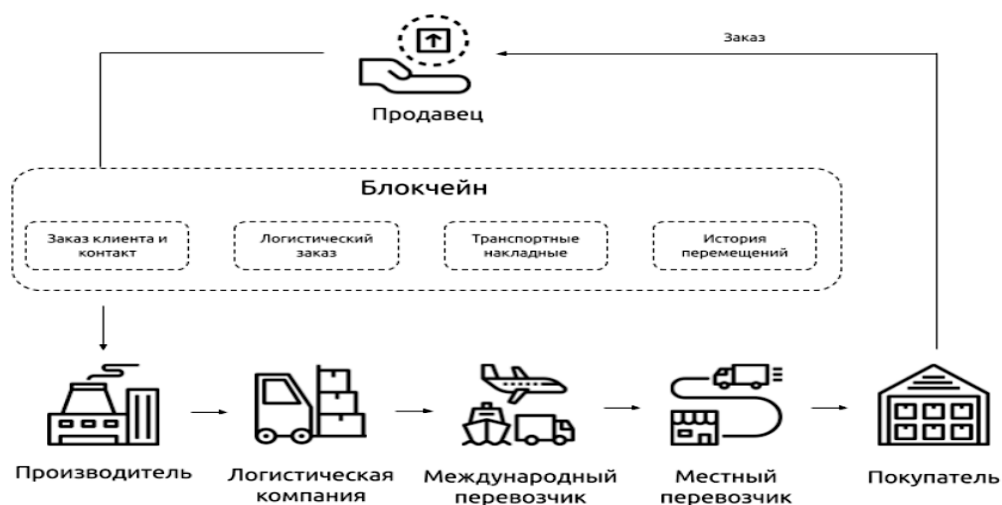 Заказ
Продавец
Блокчейн
Заказ клиента и
контакт
Логистический
заказ
Транспортные
накладные
История
перемещений
Производитель
Логистическая
компания
Международный
перевозчик
Местный
перевозчик
Покупатель